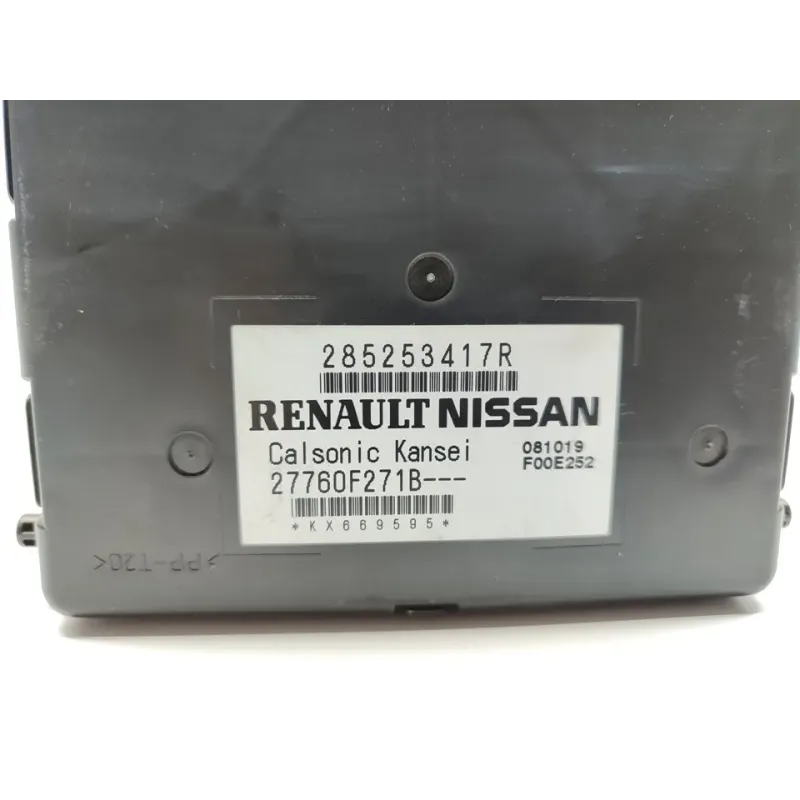 285253417R
RENAULT NISSAN
Calsonic Kansei 081019
27760F271B--- F00E252
*KX669595*
>PP-T20<